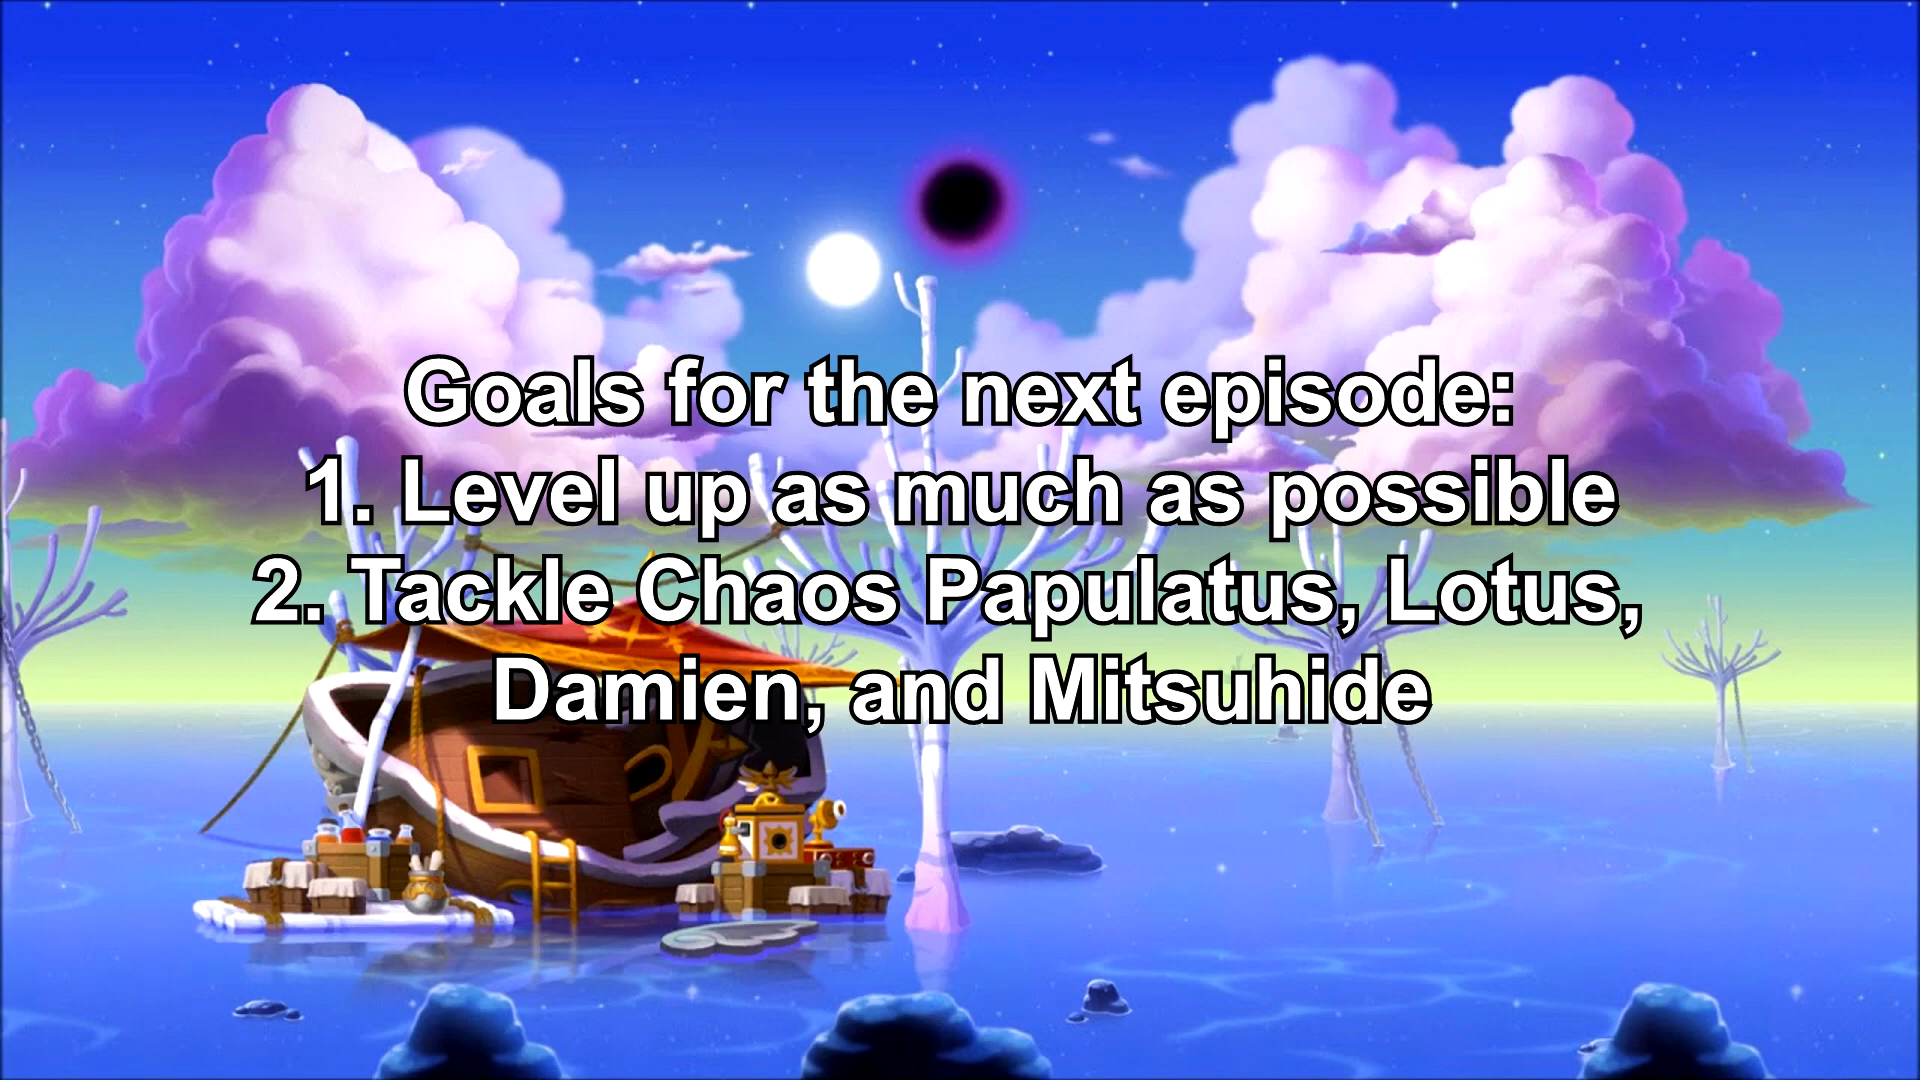 Goals for the next episode:
1. Level up as much as possible
2. Tackle Chaos Papulatus, Lotus,
Damien, and Mitsuhide